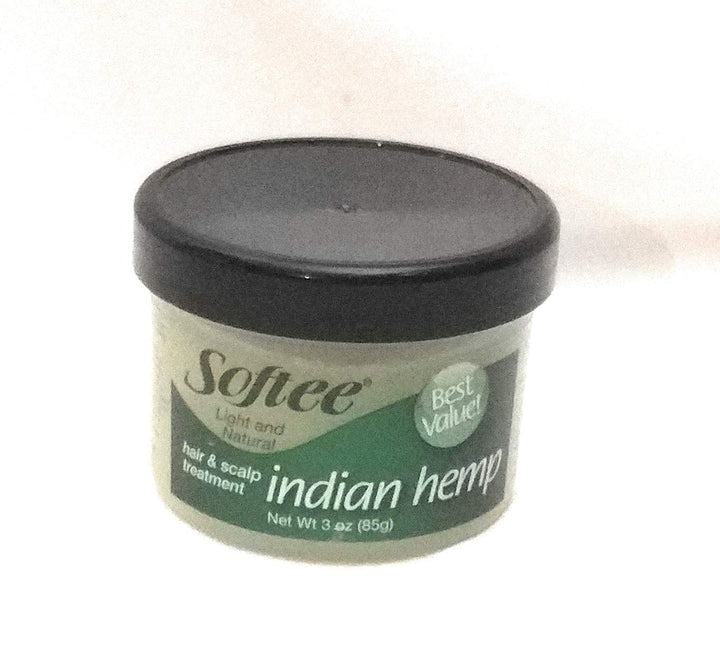 Softee®
Light and
Natural
Best
Value!
hair & scalp
treatment
indian hemp
Net Wt 3 oz (85g)